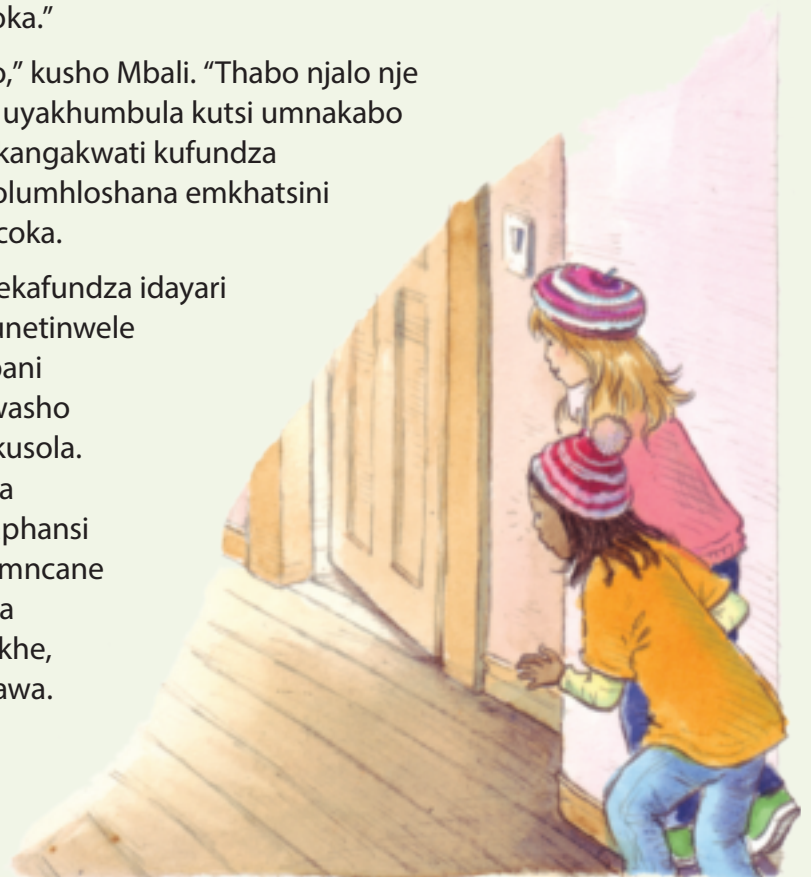 oka.”
o,” kusho Mbali. “Thabo njalo nje
uyakhumbula kutsi umnakabo
kangakwati kufundza
olumhloshana emkhatsini
coka.
ekafundza idayari
unetinwele
bani
washo
kusola.
a
phansi
mncane
a
khe,
awa.